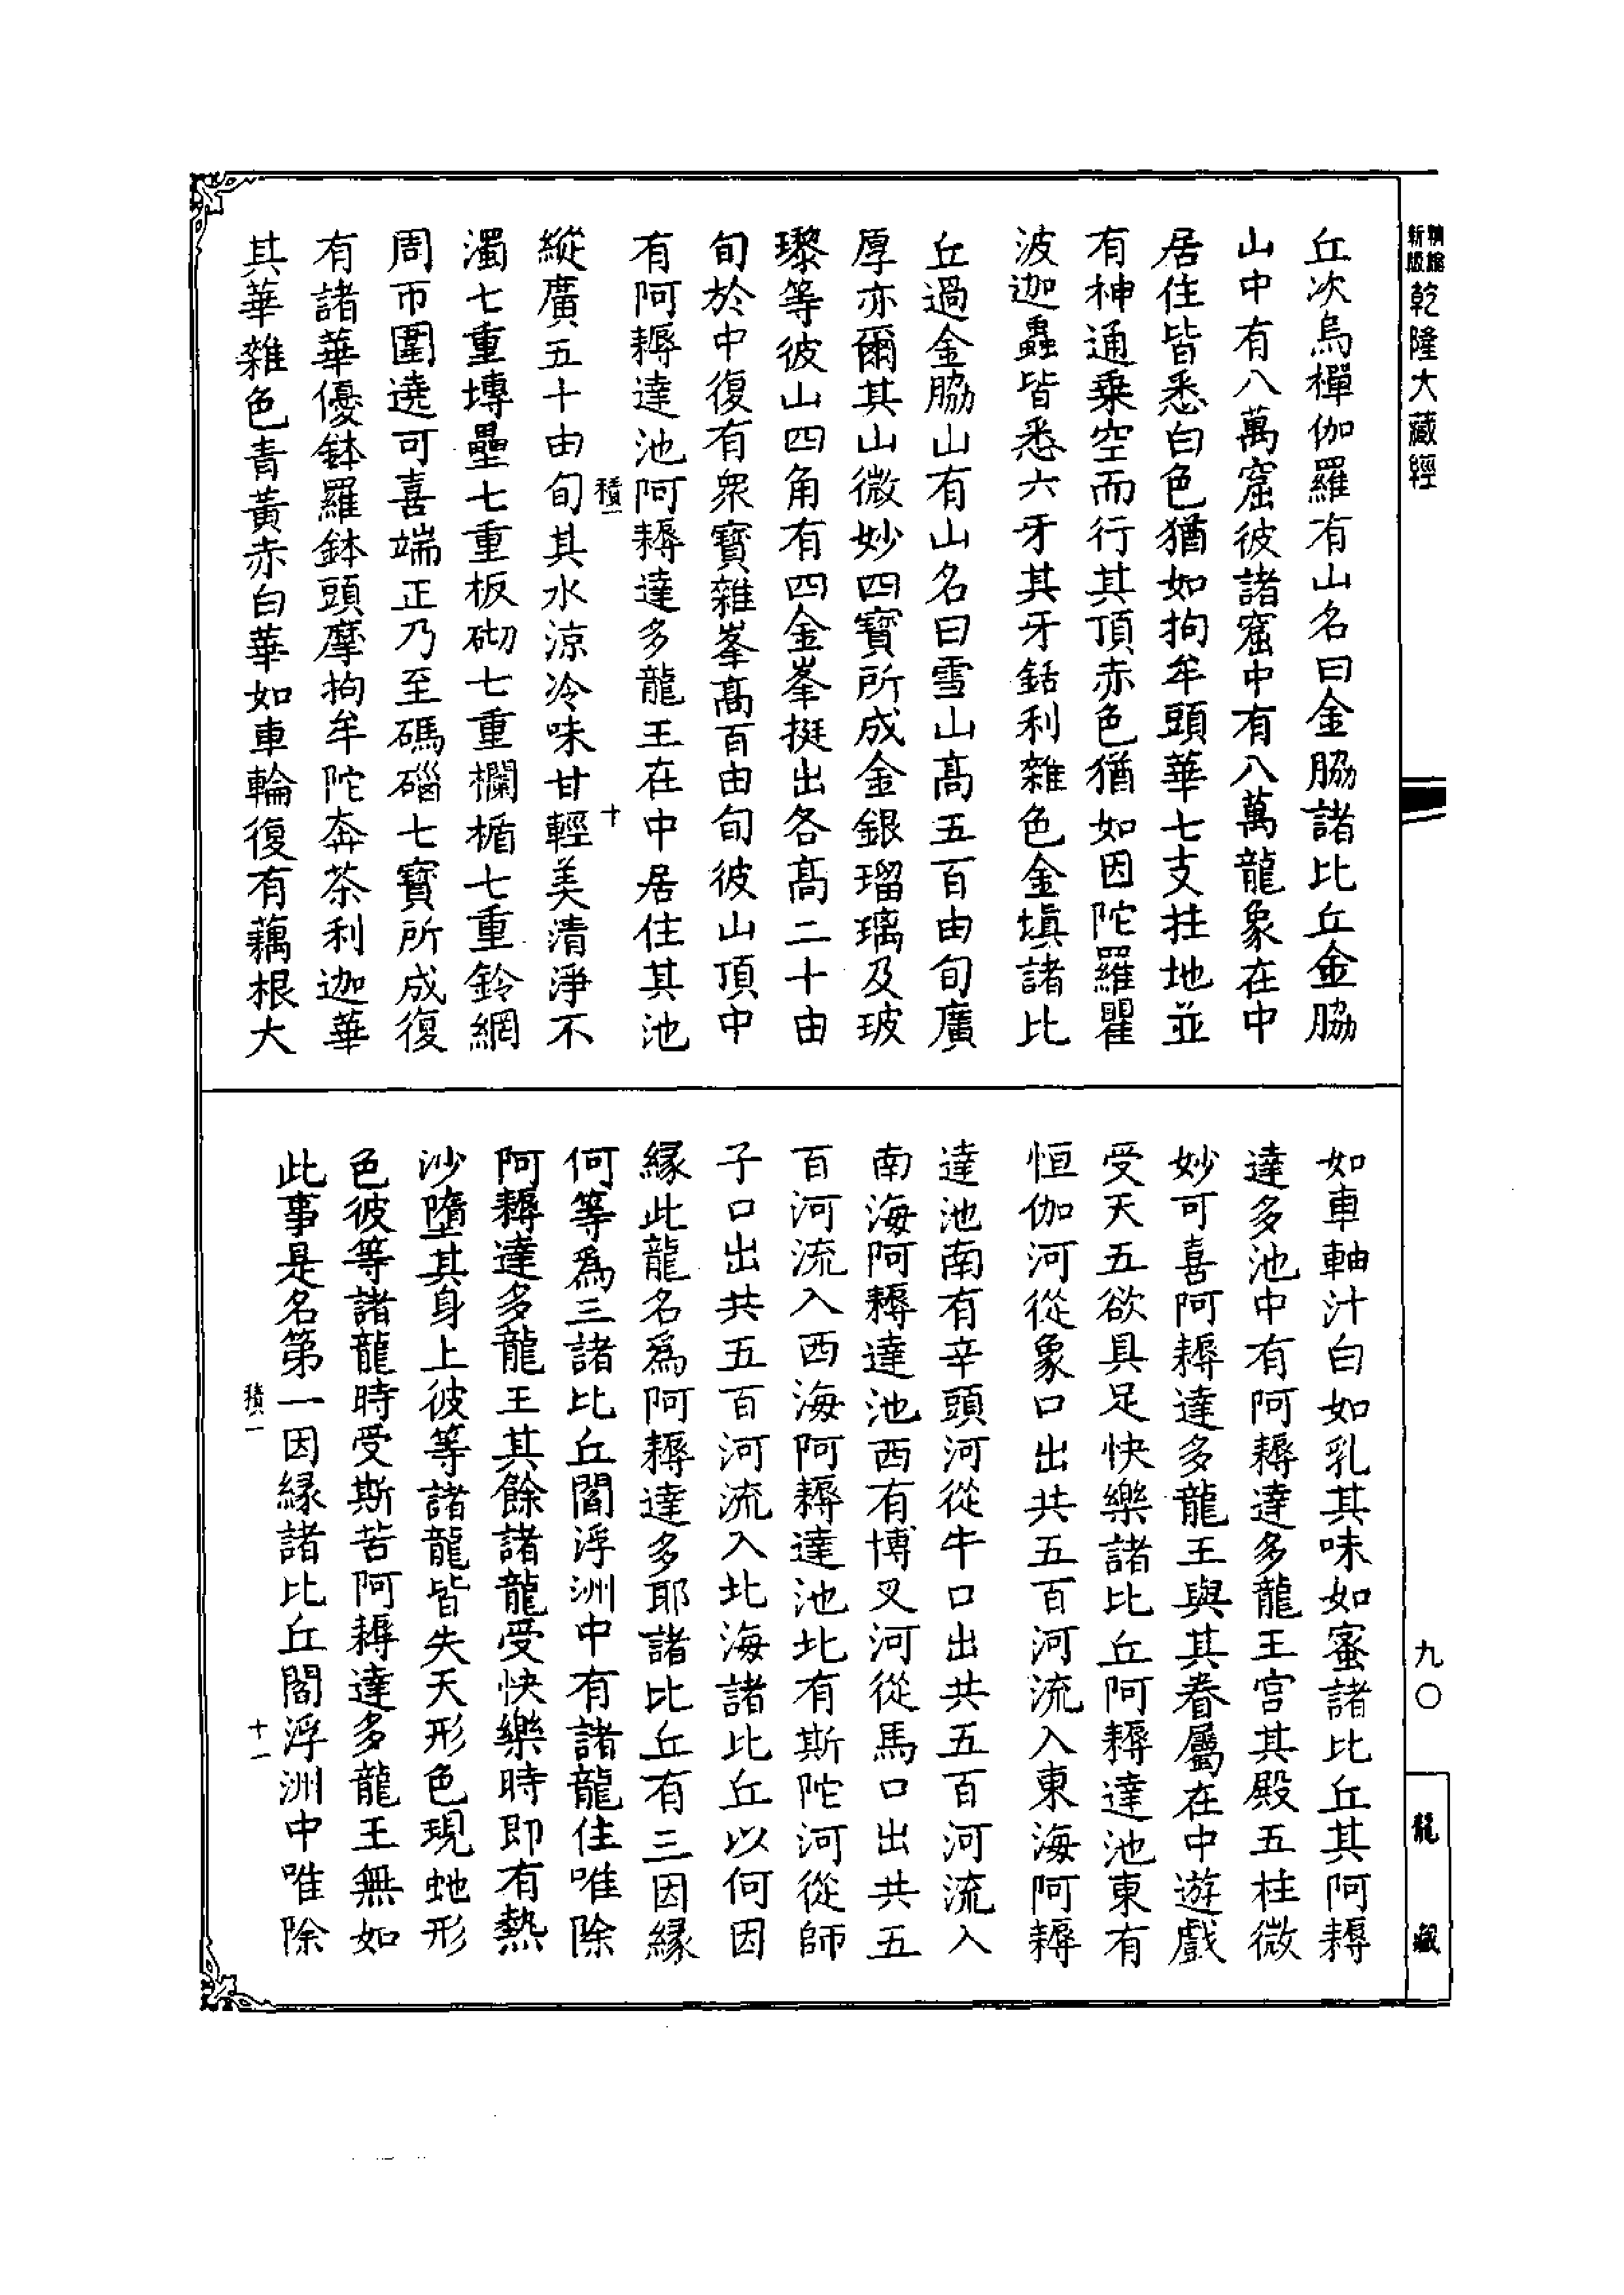 乾隆大藏經
丘次烏禪伽羅有山名曰金脇諸比丘金脇
山中有八萬窟彼諸窟中有八萬龍象在中
居住皆悉白色猶如拘牟頭華七支拄地並
有神通乗空而行其頂赤色猶如因陀羅瞿
波迦蟲皆悉六牙其牙銛利雜色金填諸比
丘過金脇山有山名曰雪山髙五百由旬廣
厚亦爾其山微妙四寶所成金銀瑠璃及玻
瓈等彼山四角有四金峯挺出各髙二十由
旬於中復有衆寶雜峯髙百由旬彼山頂中
有阿耨達池阿耨達多龍王在中居住其池
積一
十
縱廣五十由旬其水涼冷味甘輕美清淨不
濁七重塼壘七重板砌七重欄楯七重鈴網
周帀圍遶可喜端正乃至碼碯七寶所成復
有諸華優鉢羅鉢頭摩拘牟陀奔茶利迦華
其華雜色青黃赤白華如車輪復有藕根大
如車軸汁白如乳其味如蜜諸比丘其阿耨
達多池中有阿耨達多龍王宮其殿五柱微
妙可喜阿耨達多龍王與其眷屬在中遊戲
受天五欲具足快樂諸比丘阿耨達池東有
恒伽河從象口出共五百河流入東海阿耨
達池南有辛頭河從牛口出共五百河流入
南海阿耨達池西有博叉河從馬口出共五
百河流入西海阿耨達池北有斯陀河從師
子口出共五百河流入北海諸比丘以何因
縁此龍名爲阿耨達多耶諸比丘有三因縁
何等爲三諸比丘閻浮洲中有諸龍住唯除
阿耨達多龍王其餘諸龍受快樂時即有熱
沙墮其身上彼等諸龍皆失天形色現虵形
色彼等諸龍時受斯苦阿耨達多龍王無如
此事是名第一因縁諸比丘閻浮洲中唯除
積一
十一
九〇
龍藏